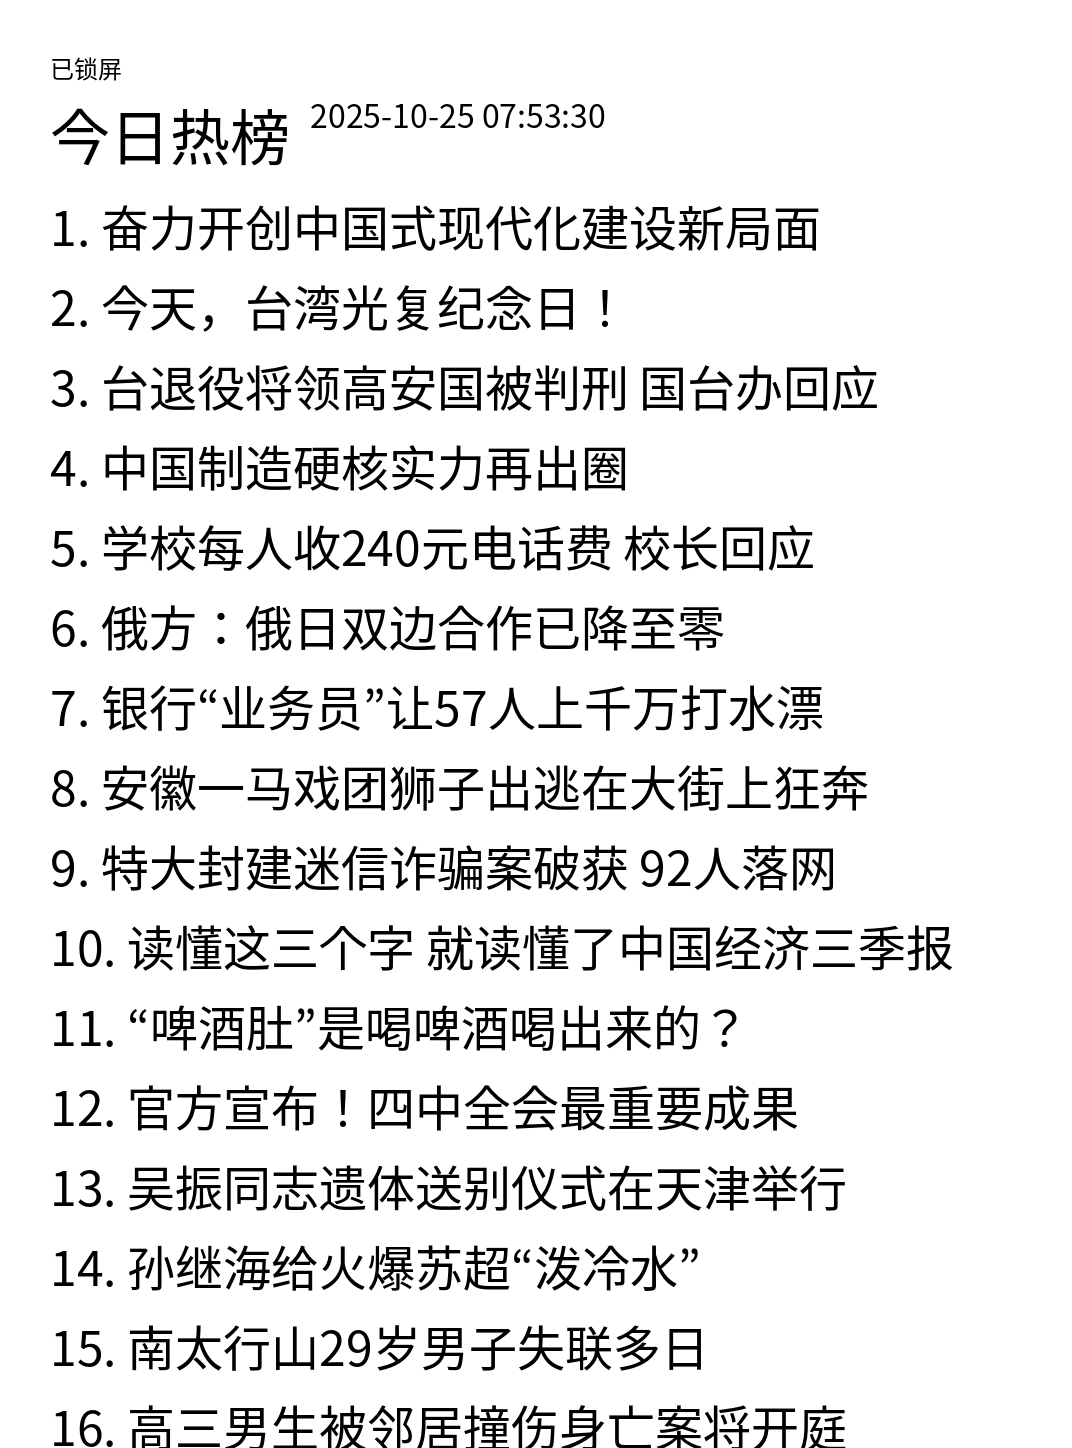 已锁屏
今日热榜 2025-10-25 07:53:30
1. 奋力开创中国式现代化建设新局面
2. 今天，台湾光复纪念日！
3. 台退役将领高安国被判刑 国台办回应
4. 中国制造硬核实力再出圈
5. 学校每人收240元电话费 校长回应
6. 俄方：俄日双边合作已降至零
7. 银行“业务员”让57人上千万打水漂
8. 安徽一马戏团狮子出逃在大街上狂奔
9. 特大封建迷信诈骗案破获 92人落网
10. 读懂这三个字 就读懂了中国经济三季报
11. “啤酒肚”是喝啤酒喝出来的？
12. 官方宣布！四中全会最重要成果
13. 吴振同志遗体送别仪式在天津举行
14. 孙继海给火爆苏超“泼冷水”
15. 南太行山29岁男子失联多日
16. 高三男生被邻居撞伤身亡案将开庭